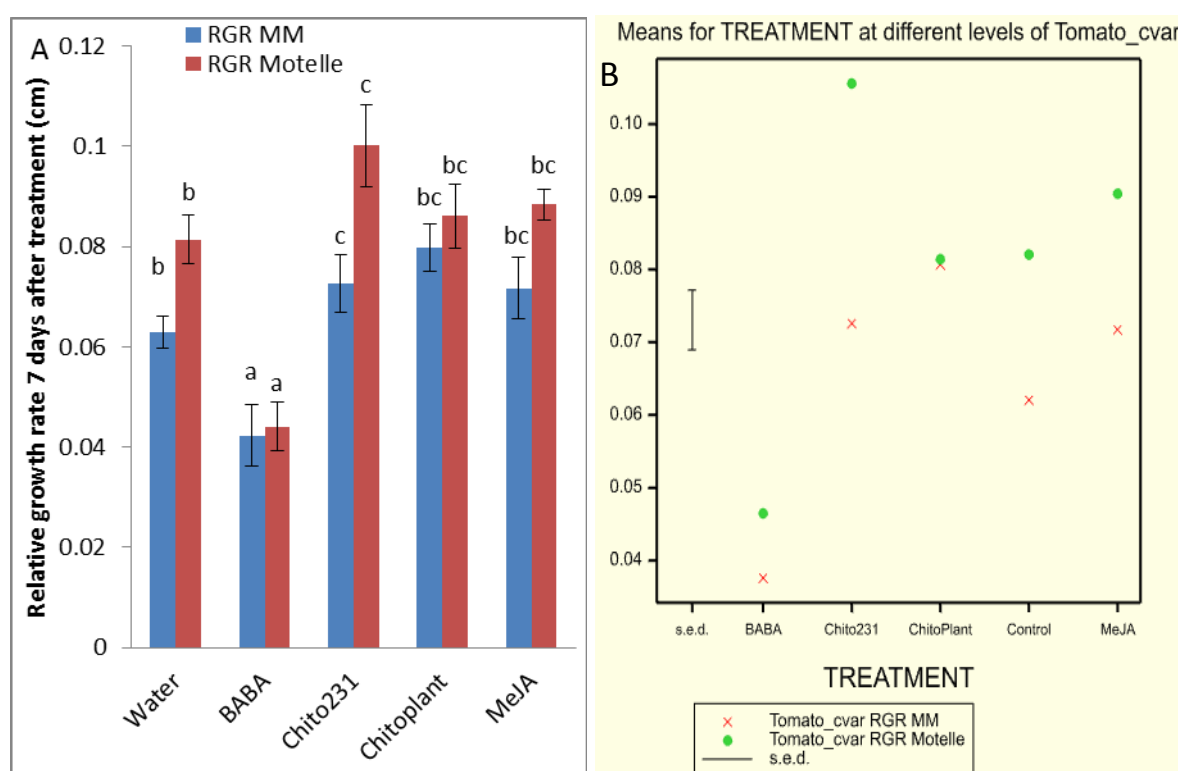 A
RGR MM
RGR Motelle
Relative growth rate 7 days after treatment (cm)
0.12
0.1
0.08
0.06
0.04
0.02
0
b
b
a
a
c
c
bc
bc
bc
bc
Water
BABA
Chito231
Chitoplant
MeJA
Means for TREATMENT at different levels of Tomato_cvar
B
0.10
0.09
0.08
0.07
0.06
0.05
0.04
s.e.d.
BABA
Chito231
ChitoPlant
Control
MeJA
TREATMENT
Tomato_cvar RGR MM
Tomato_cvar RGR Motelle
s.e.d.